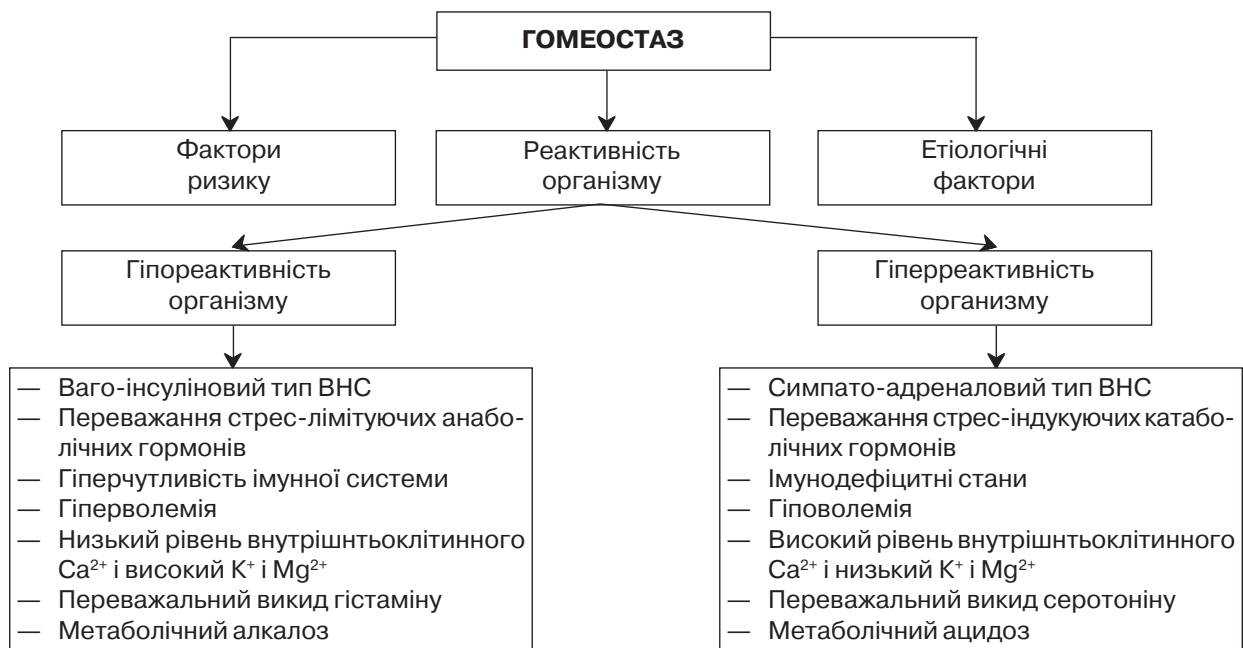 ГОМЕОСТАЗ
Фактори
ризику
Реактивність
організму
Етіологічні
фактори
Гіпореактивність
організму
Гіперреактивність
организму
— Ваго-інсуліновий тип ВНС
— Переважання стрес-лімітуючих анабо-
лічних гормонів
— Гіперчутливість імунної системи
— Гіперволемія
— Низький рівень внутрішнтьоклітинного
Ca²⁺ і високий K⁺ і Mg²⁺
— Переважальний викид гістаміну
— Метаболічний алкалоз
— Симпато-адреналовий тип ВНС
— Переважання стрес-індукуючих катабо-
лічних гормонів
— Імунодефіцитні стани
— Гіповолемія
— Високий рівень внутрішнтьоклітинного
Ca²⁺ і низький K⁺ і Mg²⁺
— Переважальний викид серотоніну
— Метаболічний ацидоз